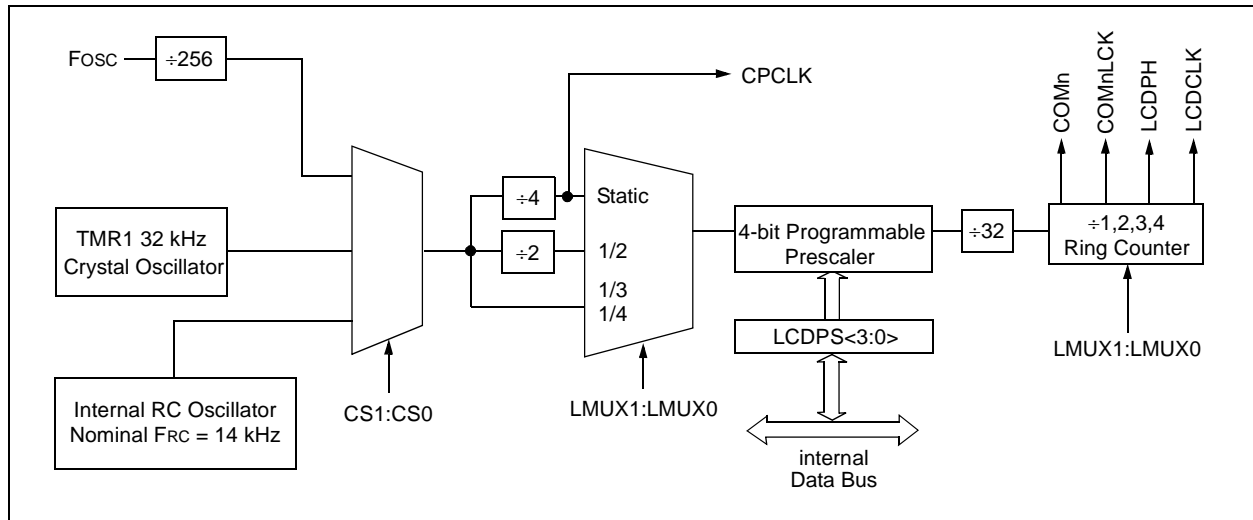 FOSC
÷256
CPCLK
COMn
COMnLCK
LCDPH
LCDCLK
÷4
Static
TMR1 32 kHz
Crystal Oscillator
÷2
1/2
1/3
1/4
4-bit Programmable
Prescaler
÷32
÷1,2,3,4
Ring Counter
LCDPS<3:0>
LMUX1:LMUX0
Internal RC Oscillator
Nominal FRC = 14 kHz
CS1:CS0
LMUX1:LMUX0
internal
Data Bus